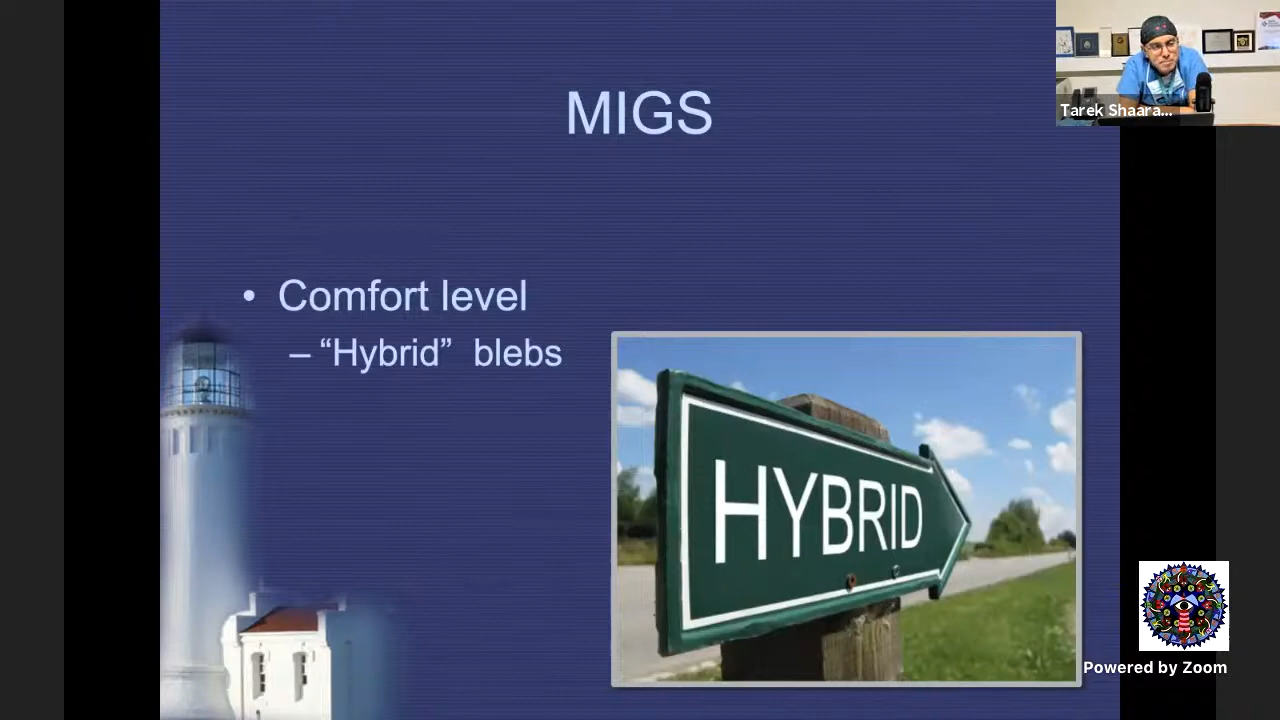 MIGS
Tarek Shaara...
• Comfort level
– “Hybrid” blebs
HYBRID
Powered by Zoom